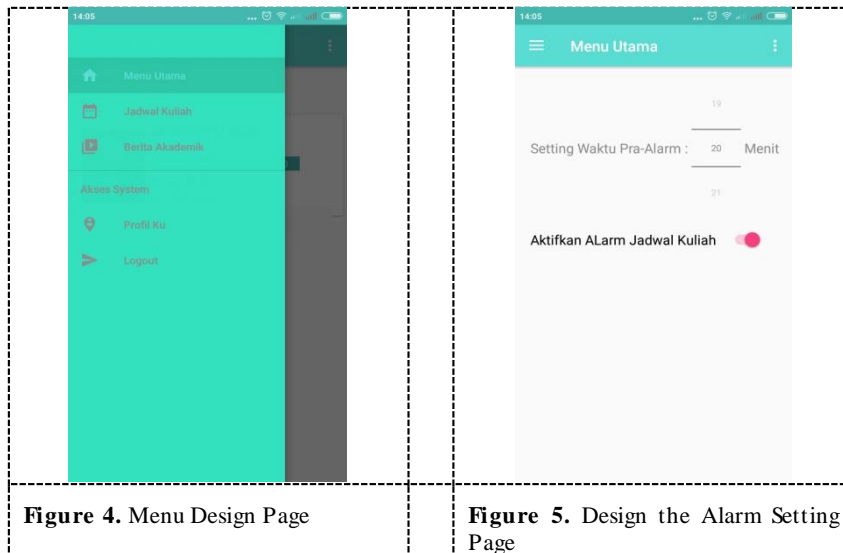 14:05
Menu Utama
Jadwal Kuliah
Berita Akademik
Akses System
Profil Ku
Logout
Figure 4. Menu Design Page
14:05
Menu Utama
19
Setting Waktu Pra-Alarm : 20 Menit
21
Aktifkan ALarm Jadwal Kuliah
Figure 5. Design the Alarm Setting
Page